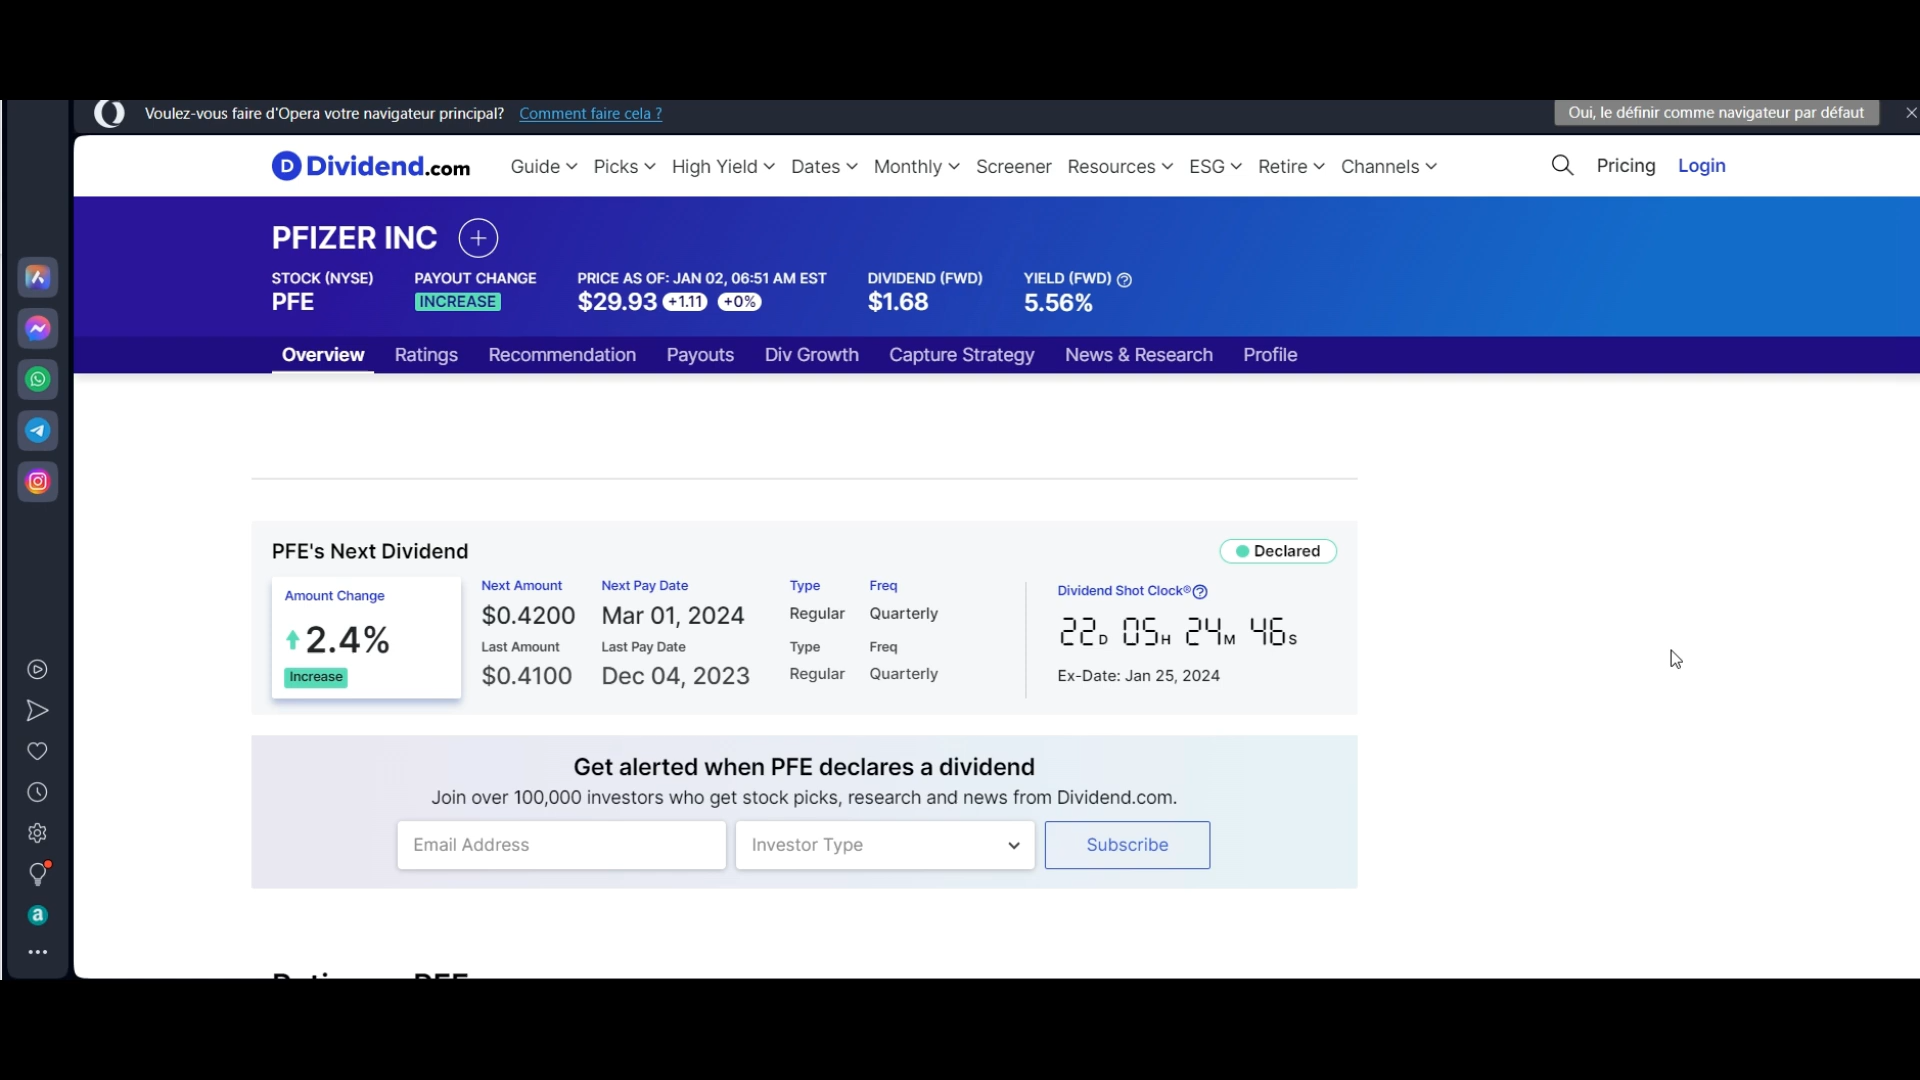 Voulez-vous faire d'Opera votre navigateur principal? Comment faire cela ? Oui, le définir comme navigateur par défaut
Dividend.com Guide Picks High Yield Dates Monthly Screener Resources ESG Retire Channels Pricing Login
PFIZER INC
STOCK (NYSE) PAYOUT CHANGE PRICE AS OF: JAN 02, 06:51 AM EST DIVIDEND (FWD) YIELD (FWD)
PFE INCREASE $29.93 +1.11 +0% $1.68 5.56%
Overview Ratings Recommendation Payouts Div Growth Capture Strategy News & Research Profile
PFE's Next Dividend Declared
Amount Change
2.4%
Increase
Next Amount Next Pay Date Type Freq
$0.4200 Mar 01, 2024 Regular Quarterly
Last Amount Last Pay Date Type Freq
$0.4100 Dec 04, 2023 Regular Quarterly
Dividend Shot Clock®
22D 05H 24M 46S
Ex-Date: Jan 25, 2024
Get alerted when PFE declares a dividend
Join over 100,000 investors who get stock picks, research and news from Dividend.com.
Email Address Investor Type Subscribe